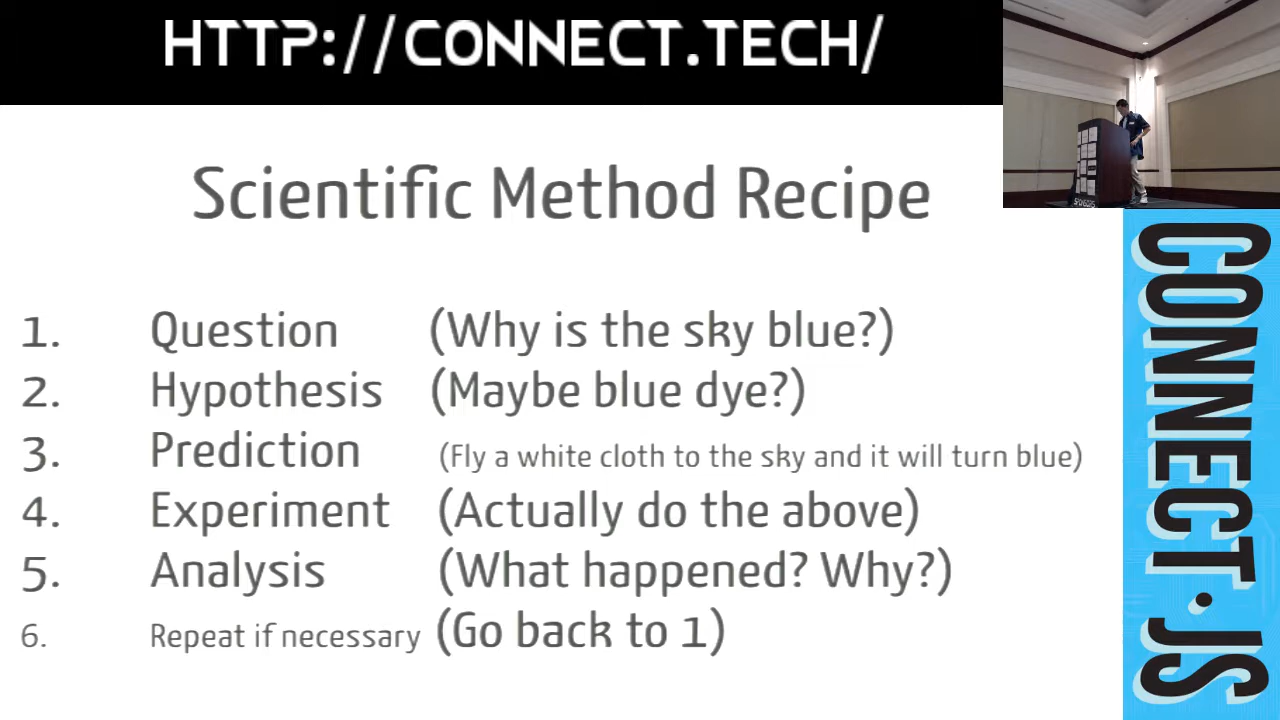 HTTP://CONNECT.TECH/
Scientific Method Recipe
1. Question (Why is the sky blue?)
2. Hypothesis (Maybe blue dye?)
3. Prediction (Fly a white cloth to the sky and it will turn blue)
4. Experiment (Actually do the above)
5. Analysis (What happened? Why?)
6. Repeat if necessary (Go back to 1)
CONNECT.JS